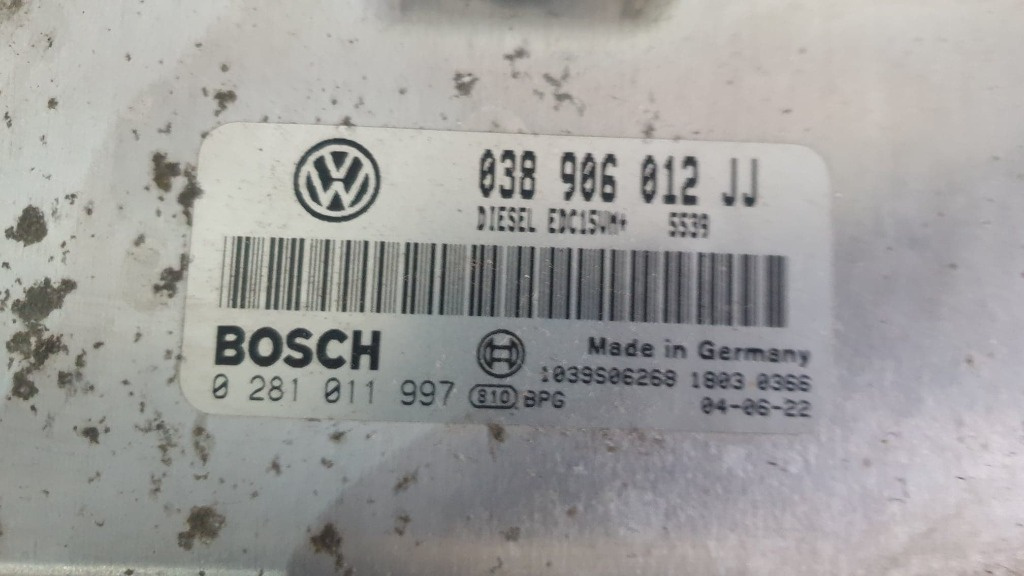 038 906 012 JJ
DIESEL EDC15VM+ 5539
BOSCH
Made in Germany
0 281 011 997
1039S06268 1803 0366
810 BPG
04-06-22